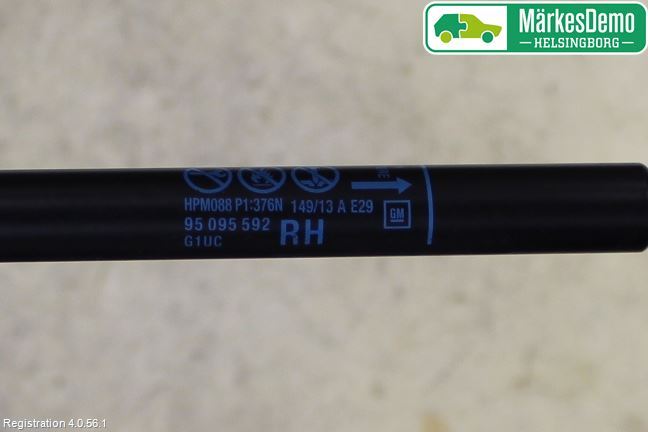 MärkesDemo
HELSINGBORG
HPM088 P1:376N 149/13 A E29
95 095 592
G1UC
RH
GM
Registration 4.0.56.1